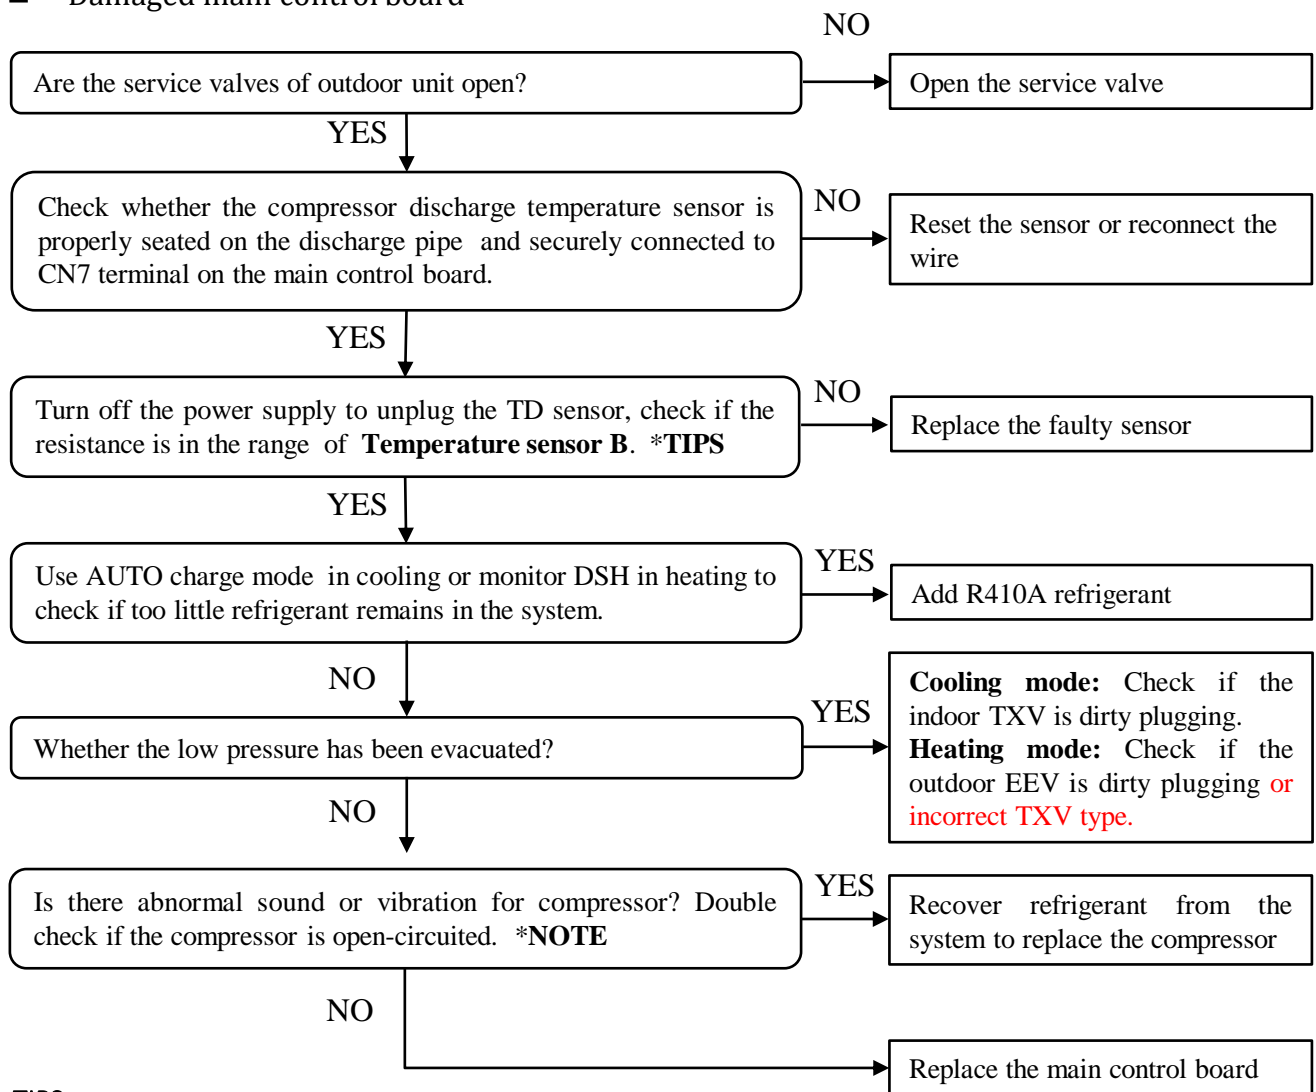 Damaged main control board
NO
Are the service valves of outdoor unit open?
Open the service valve
YES
Check whether the compressor discharge temperature sensor is
properly seated on the discharge pipe and securely connected to
CN7 terminal on the main control board.
NO
Reset the sensor or reconnect the
wire
YES
Turn off the power supply to unplug the TD sensor, check if the
resistance is in the range of Temperature sensor B. *TIPS
NO
Replace the faulty sensor
YES
Use AUTO charge mode in cooling or monitor DSH in heating to
check if too little refrigerant remains in the system.
YES
Add R410A refrigerant
NO
Whether the low pressure has been evacuated?
YES
Cooling mode: Check if the
indoor TXV is dirty plugging.
Heating mode: Check if the
outdoor EEV is dirty plugging or
incorrect TXV type.
NO
Is there abnormal sound or vibration for compressor? Double
check if the compressor is open-circuited. *NOTE
YES
Recover refrigerant from the
system to replace the compressor
NO
Replace the main control board